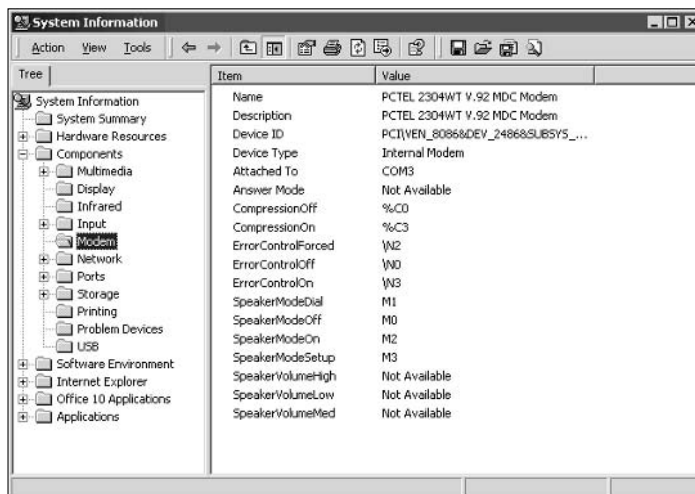 System Information
Action View Tools
Tree
System Information
System Summary
Hardware Resources
Components
Multimedia
Display
Infrared
Input
Modem
Network
Ports
Storage
Printing
Problem Devices
USB
Software Environment
Internet Explorer
Office 10 Applications
Applications
Item Value
Name PCTEL 2304WT V.92 MDC Modem
Description PCTEL 2304WT V.92 MDC Modem
Device ID PCI\VEN_8086&DEV_2486&SUBSYS_...
Device Type Internal Modem
Attached To COM3
Answer Mode Not Available
CompressionOff %C0
CompressionOn %C3
ErrorControlForced \N2
ErrorControlOff \N0
ErrorControlOn \N3
SpeakerModeDial M1
SpeakerModeOff M0
SpeakerModeOn M2
SpeakerModeSetup M3
SpeakerVolumeHigh Not Available
SpeakerVolumeLow Not Available
SpeakerVolumeMed Not Available